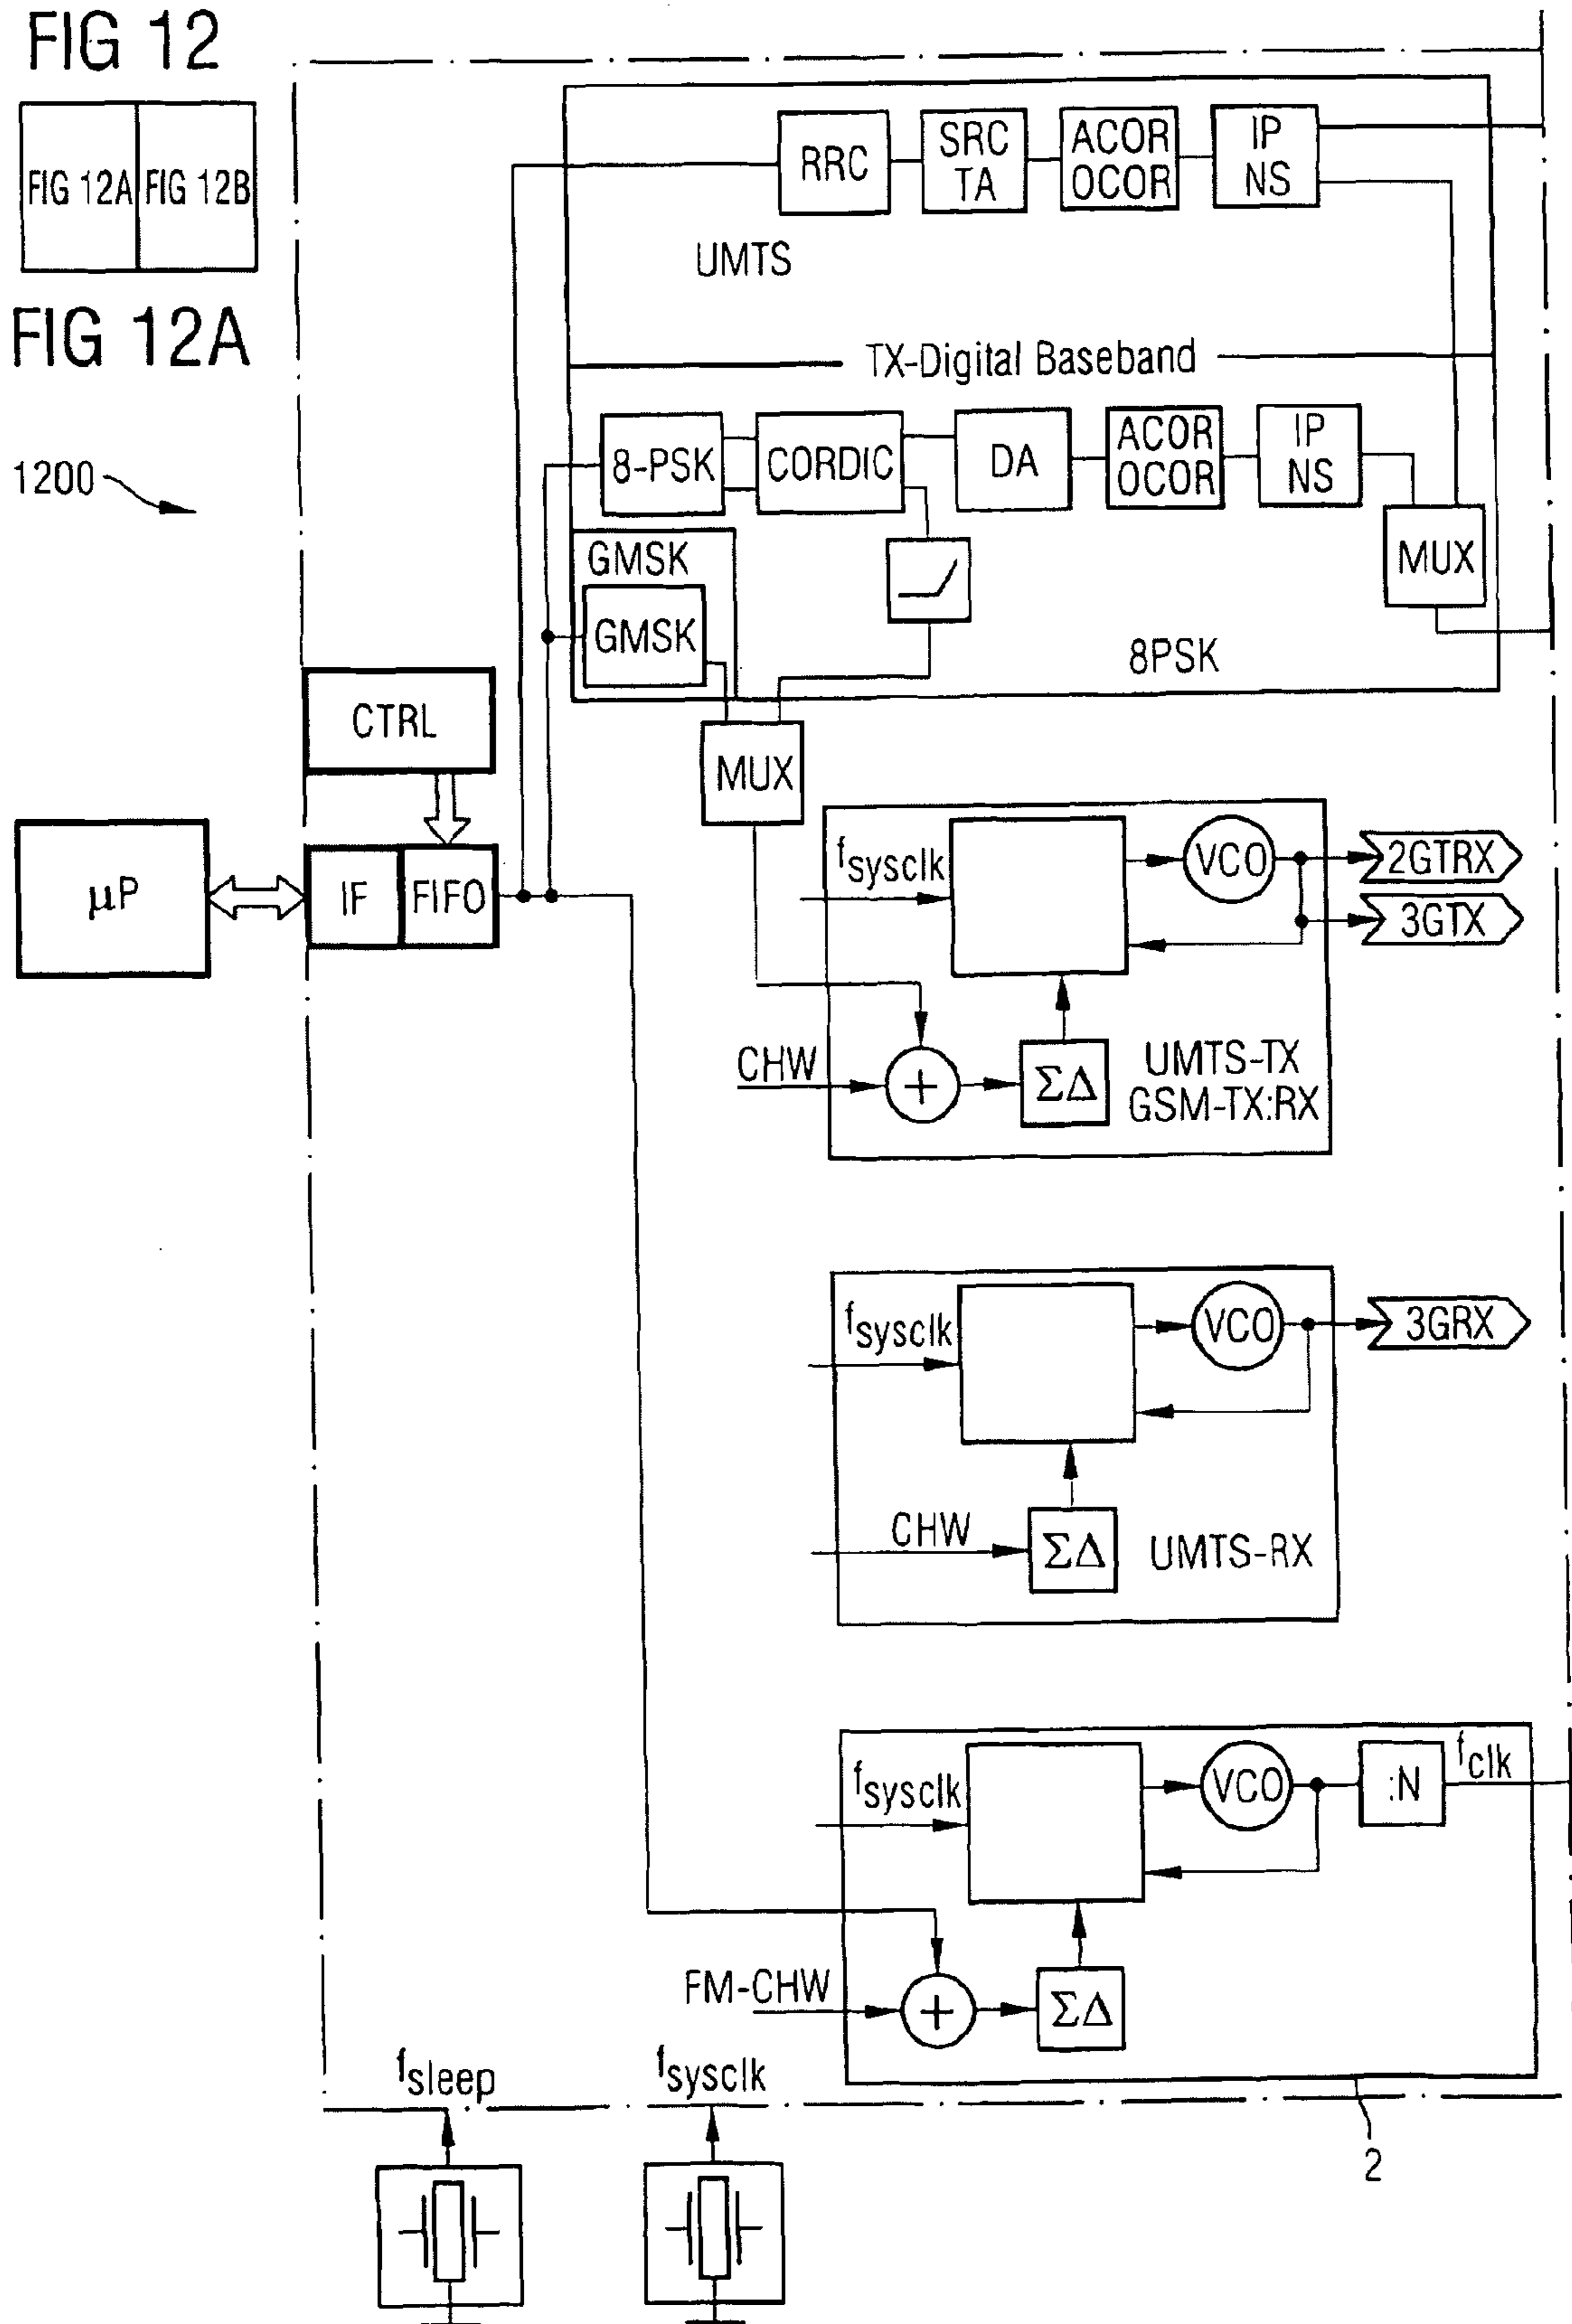 FIG 12
FIG 12A FIG 12B
FIG 12A
1200
RRC
SRC
TA
ACOR
OCOR
IP
NS
UMTS
TX-Digital Baseband
8-PSK
CORDIC
DA
ACOR
OCOR
IP
NS
MUX
GMSK
GMSK
8PSK
CTRL
MUX
µP
IF
FIFO
fsysclk
VCO
2GTRX
3GTX
CHW
+
ΣΔ
UMTS-TX
GSM-TX:RX
fsysclk
VCO
3GRX
CHW
ΣΔ
UMTS-RX
fsysclk
VCO
:N
fclk
FM-CHW
+
ΣΔ
fsleep
fsysclk
2